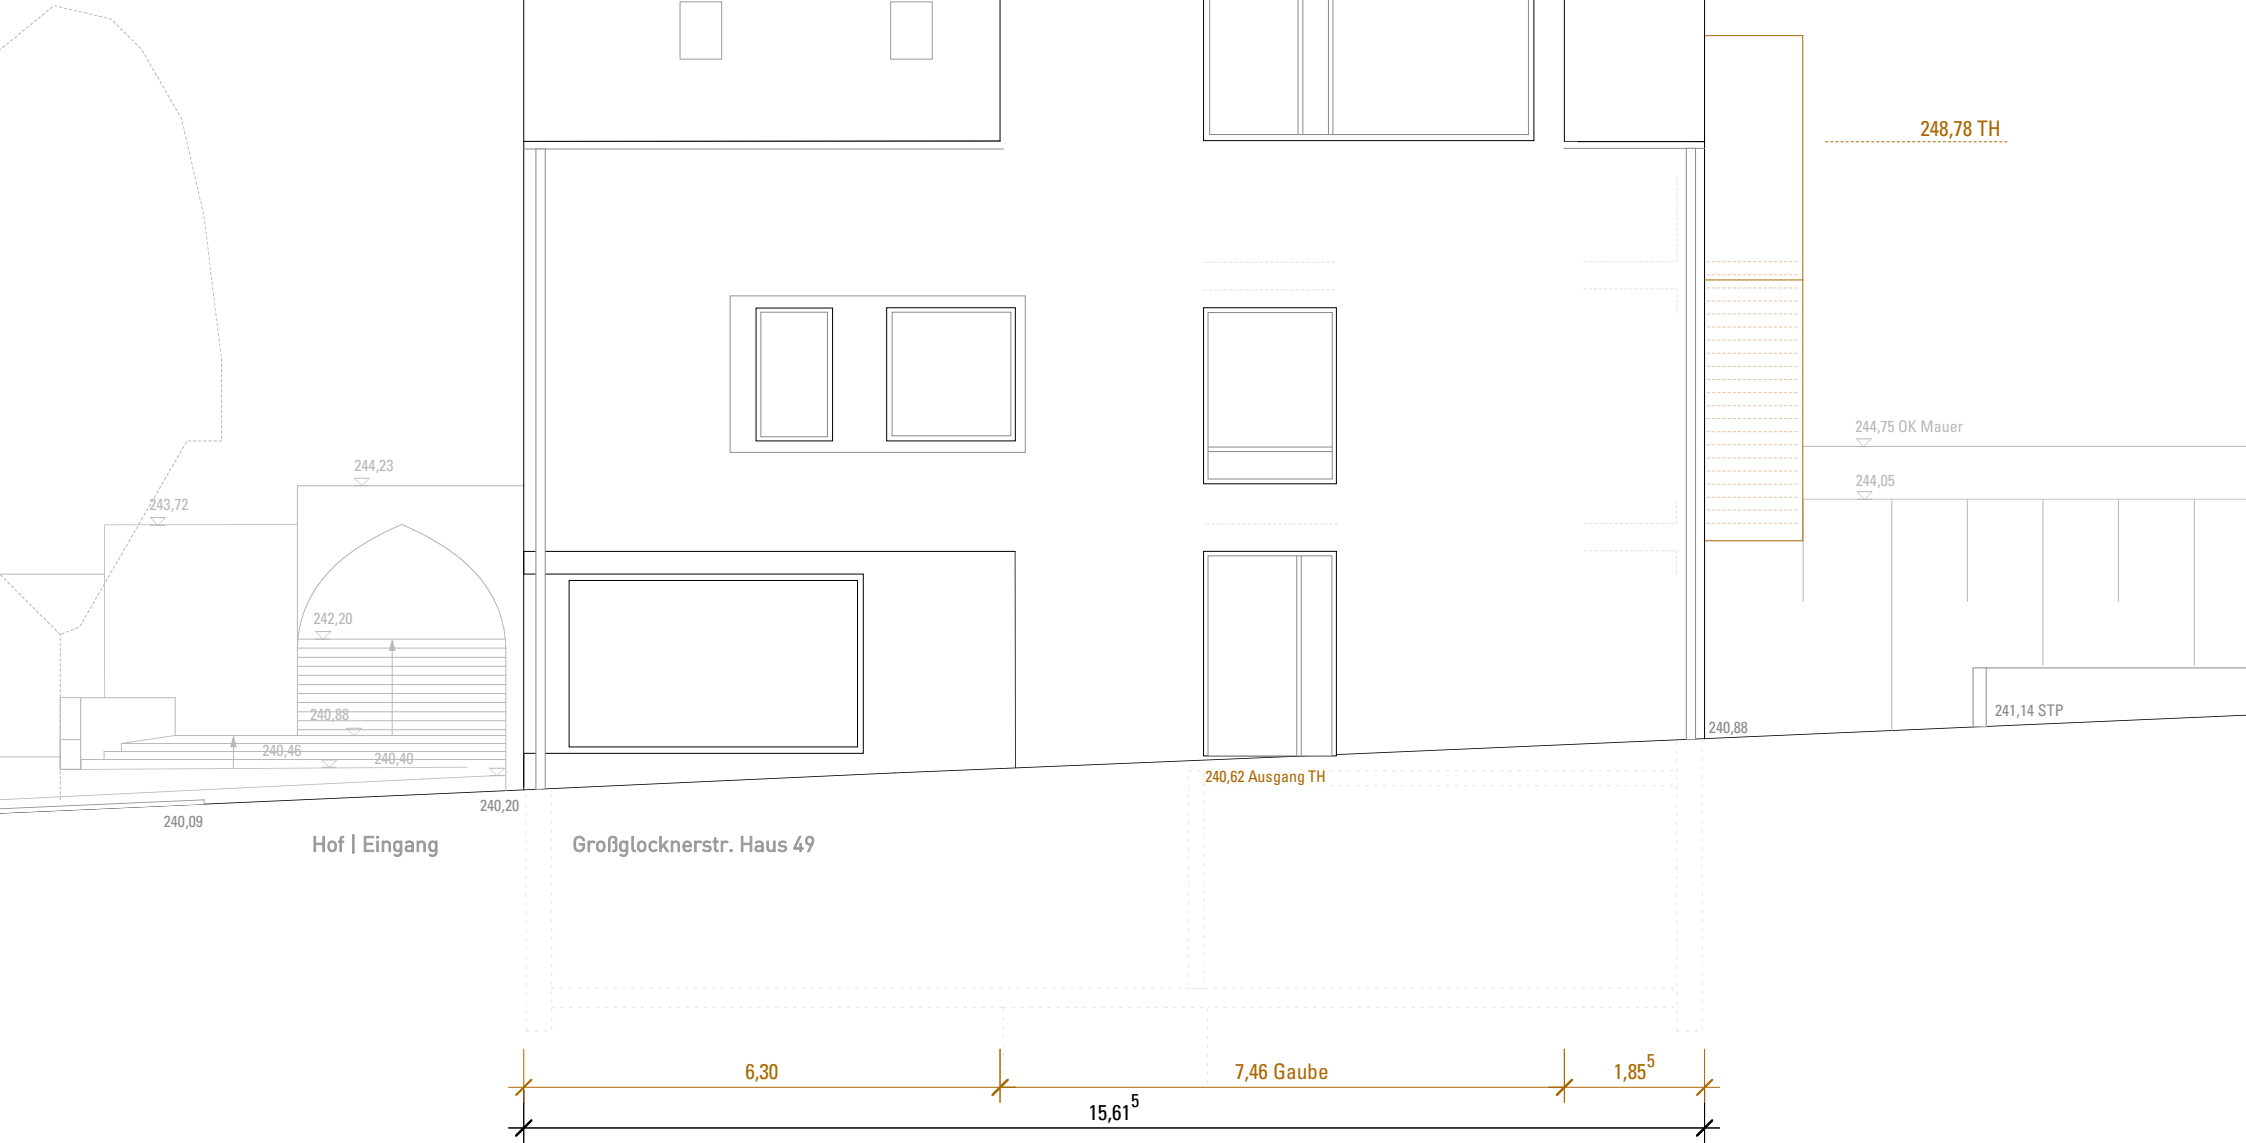 248,78 TH
244,75 OK Mauer
244,23
244,05
243,72
242,20
240,88
240,88
241,14 STP
240,46
240,40
240,62 Ausgang TH
240,20
240,09
Hof | Eingang
Großglocknerstr. Haus 49
6,30
7,46 Gaube
1,85⁵
15,61⁵